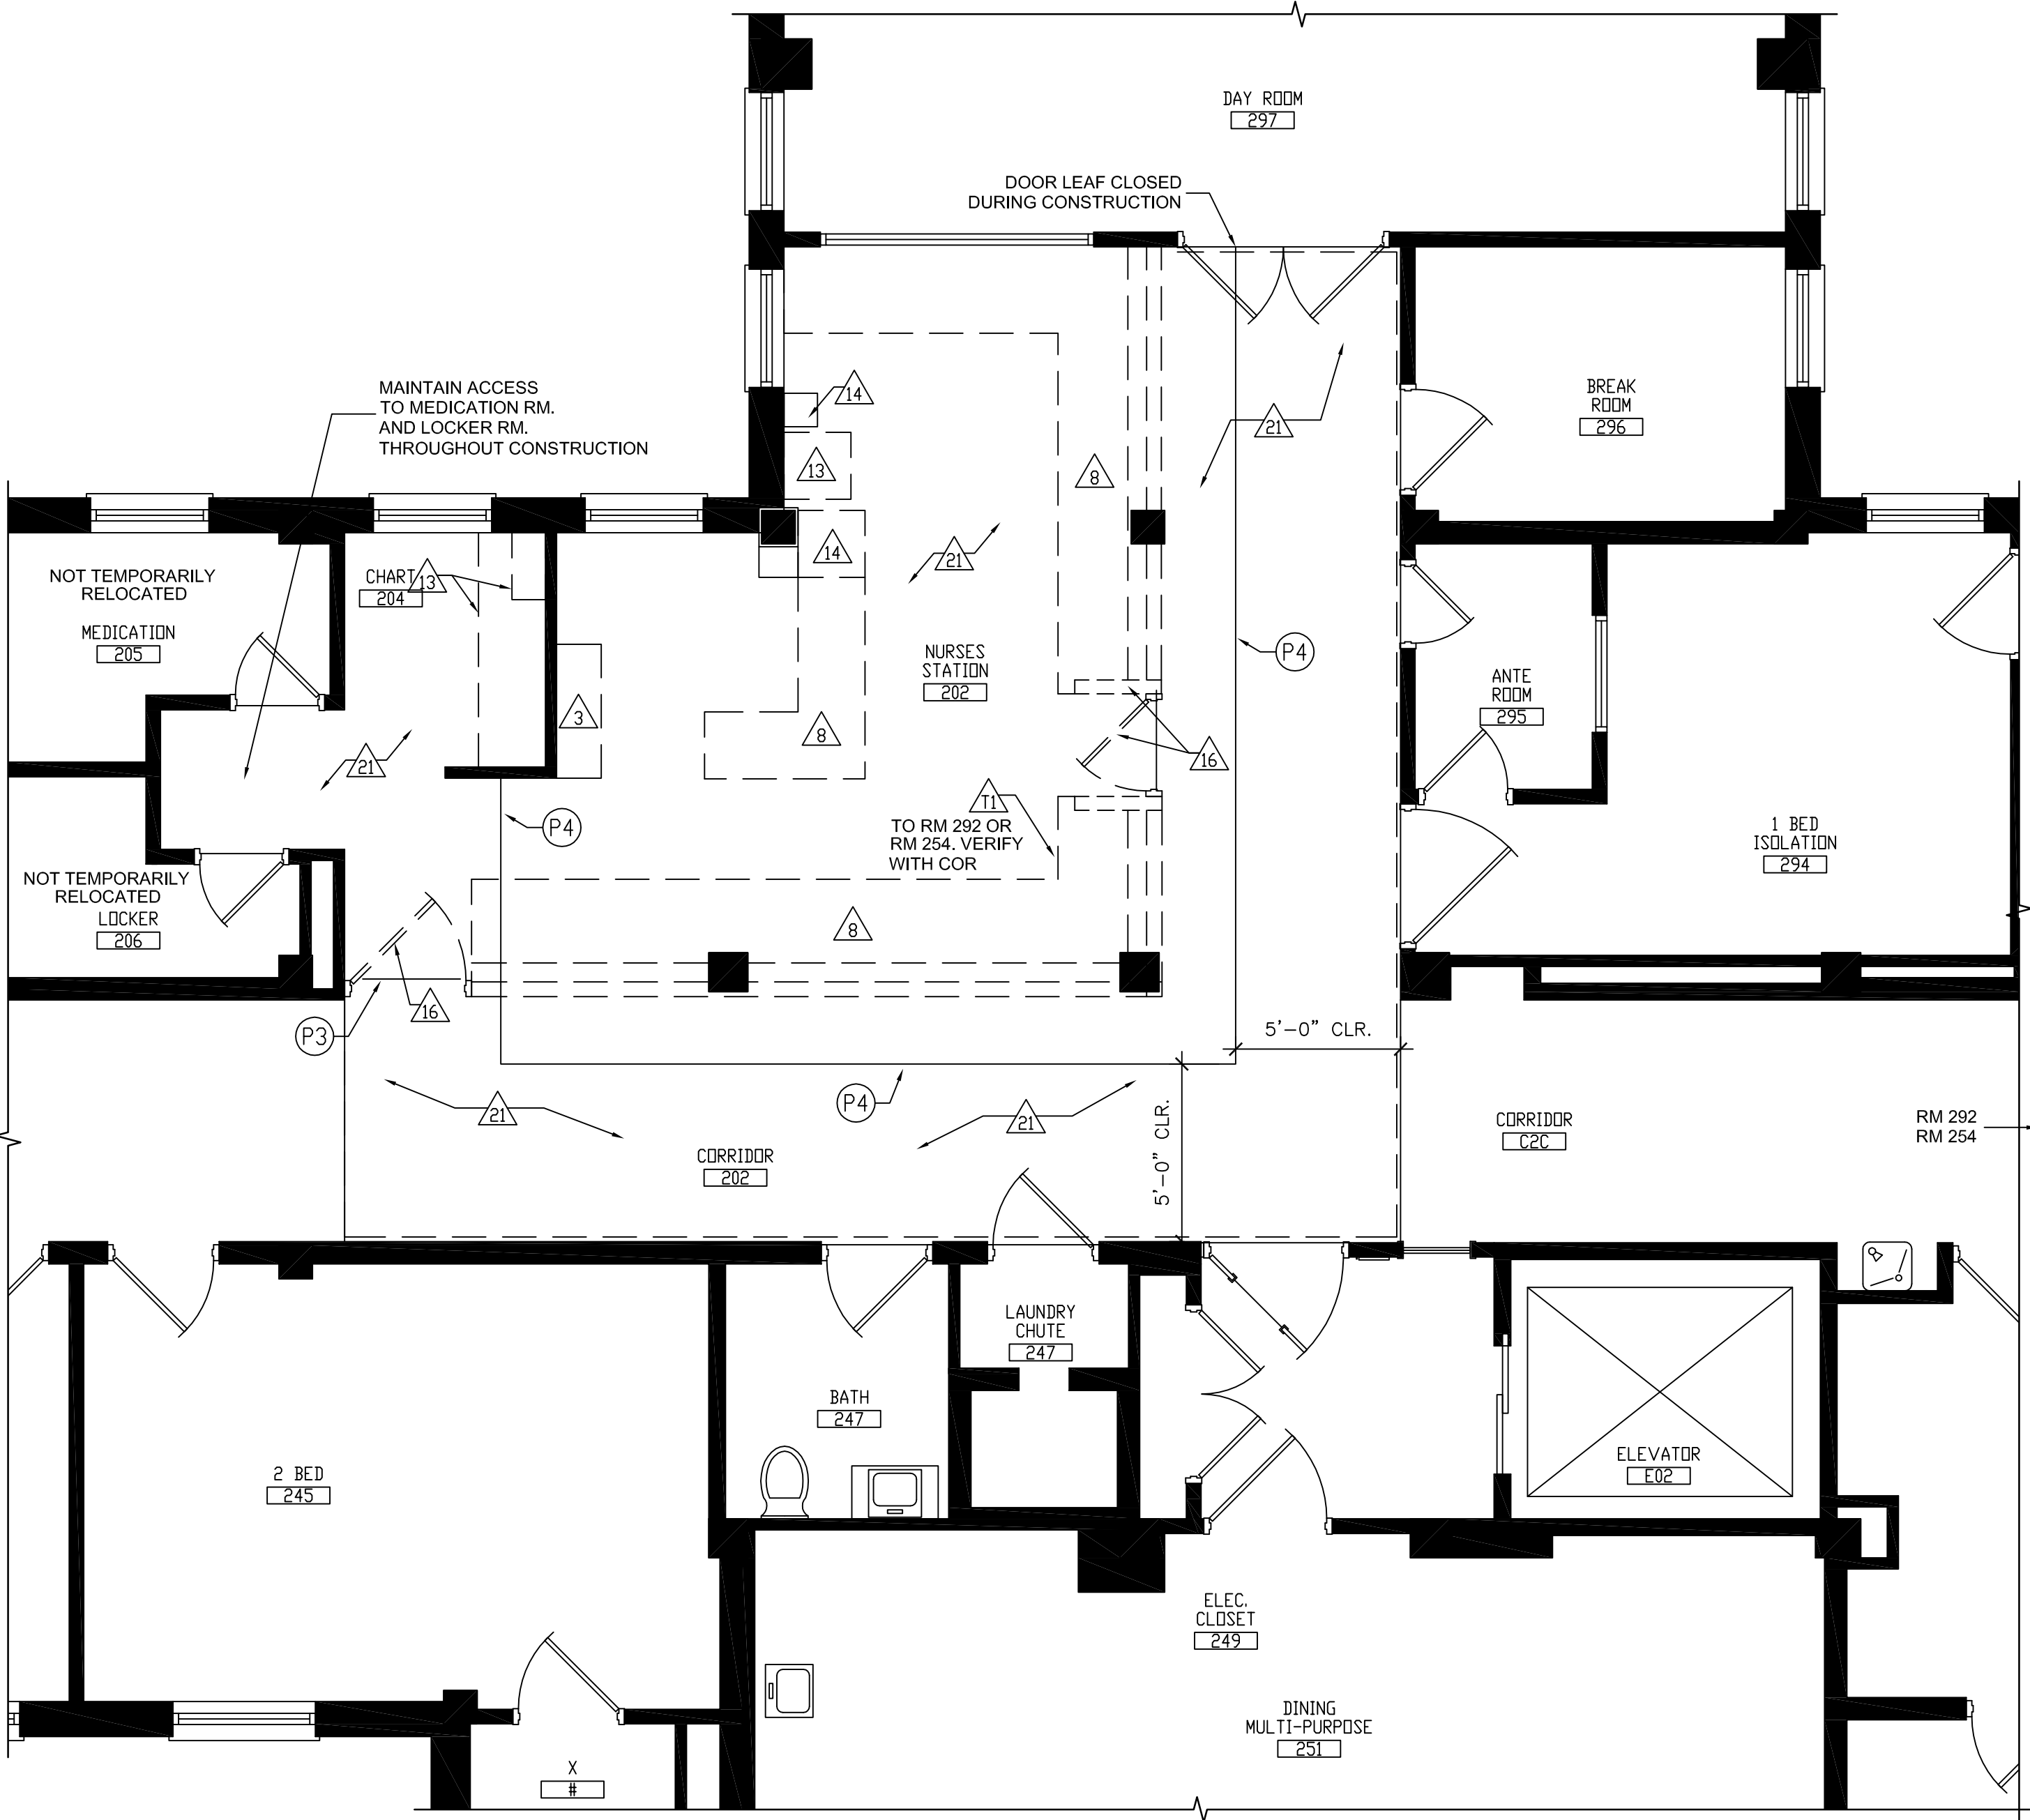 DAY ROOM
297
DOOR LEAF CLOSED
DURING CONSTRUCTION
MAINTAIN ACCESS
TO MEDICATION RM.
AND LOCKER RM.
THROUGHOUT CONSTRUCTION
14
13
8
21
BREAK
ROOM
296
14
21
NOT TEMPORARILY
RELOCATED
MEDICATION
205
CHART
204
13
NURSES
STATION
202
P4
ANTE
ROOM
295
3
8
16
21
T1
TO RM 292 OR
RM 254. VERIFY
WITH COR
P4
1 BED
ISOLATION
294
NOT TEMPORARILY
RELOCATED
LOCKER
206
8
16
P3
5'-0" CLR.
21
P4
21
5'-0" CLR.
CORRIDOR
202
CORRIDOR
C2C
RM 292
RM 254
LAUNDRY
CHUTE
247
BATH
247
2 BED
245
ELEVATOR
E02
ELEC.
CLOSET
249
DINING
MULTI-PURPOSE
251
X
#